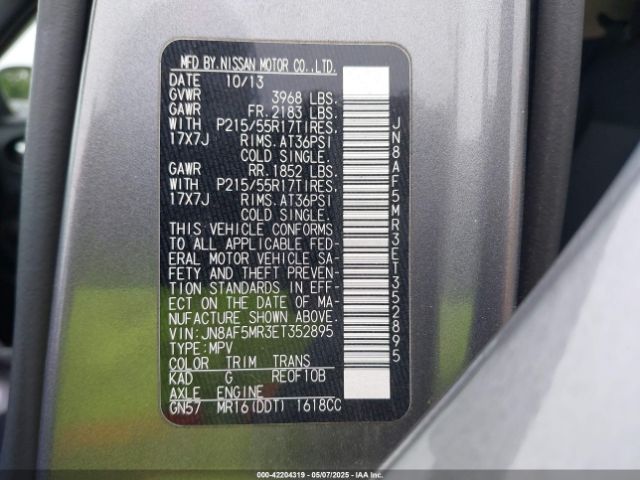 MFD BY.NISSAN MOTOR CO.,LTD.
DATE 10/13
GVWR 3968 LBS.
GAWR FR.2183 LBS.
WITH P215/55R17TIRES.
17X7J RIMS.AT36PSI
COLD SINGLE.
GAWR RR.1852 LBS.
WITH P215/55R17TIRES.
17X7J RIMS.AT36PSI
COLD SINGLE.
THIS VEHICLE CONFORMS
TO ALL APPLICABLE FED-
ERAL MOTOR VEHICLE SA-
FETY AND THEFT PREVEN-
TION STANDARDS IN EFF-
ECT ON THE DATE OF MA-
NUFACTURE SHOWN ABOVE.
VIN:JN8AF5MR3ET352895
TYPE:MPV
COLOR TRIM TRANS
KAD G RE0F10B
AXLE ENGINE
GN57 MR16(DDT) 1618CC
JN8AF5MR3ET352895
000-42204319 | 05/07/2025 | IAAI.COM